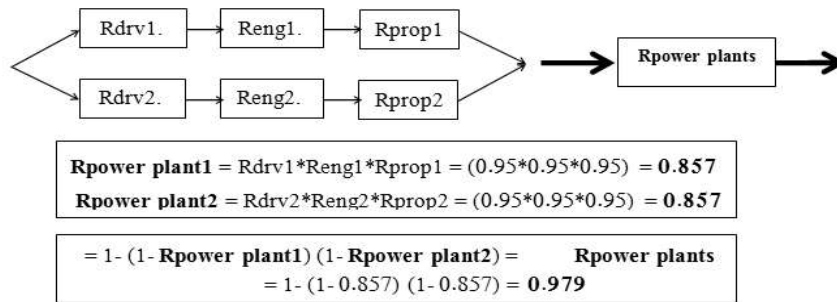 Rdrv1. Reng1. Rprop1
Rpower plants
Rdrv2. Reng2. Rprop2
Rpower plant1 = Rdrv1*Reng1*Rprop1 = (0.95*0.95*0.95) = 0.857
Rpower plant2 = Rdrv2*Reng2*Rprop2 = (0.95*0.95*0.95) = 0.857
= 1- (1- Rpower plant1) (1- Rpower plant2) = Rpower plants
= 1- (1- 0.857) (1- 0.857) = 0.979